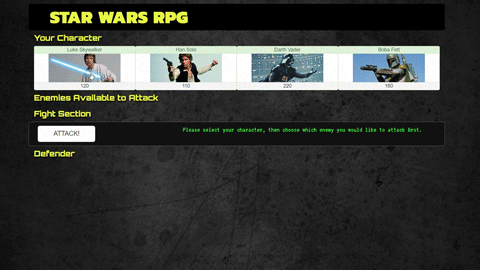 STAR WARS RPG
Your Character
Luke Skywalker Han Solo Darth Vader Boba Fett
120 110 220 160
Enemies Available to Attack
Fight Section
ATTACK! Please select your character, then choose which enemy you would like to attack first.
Defender